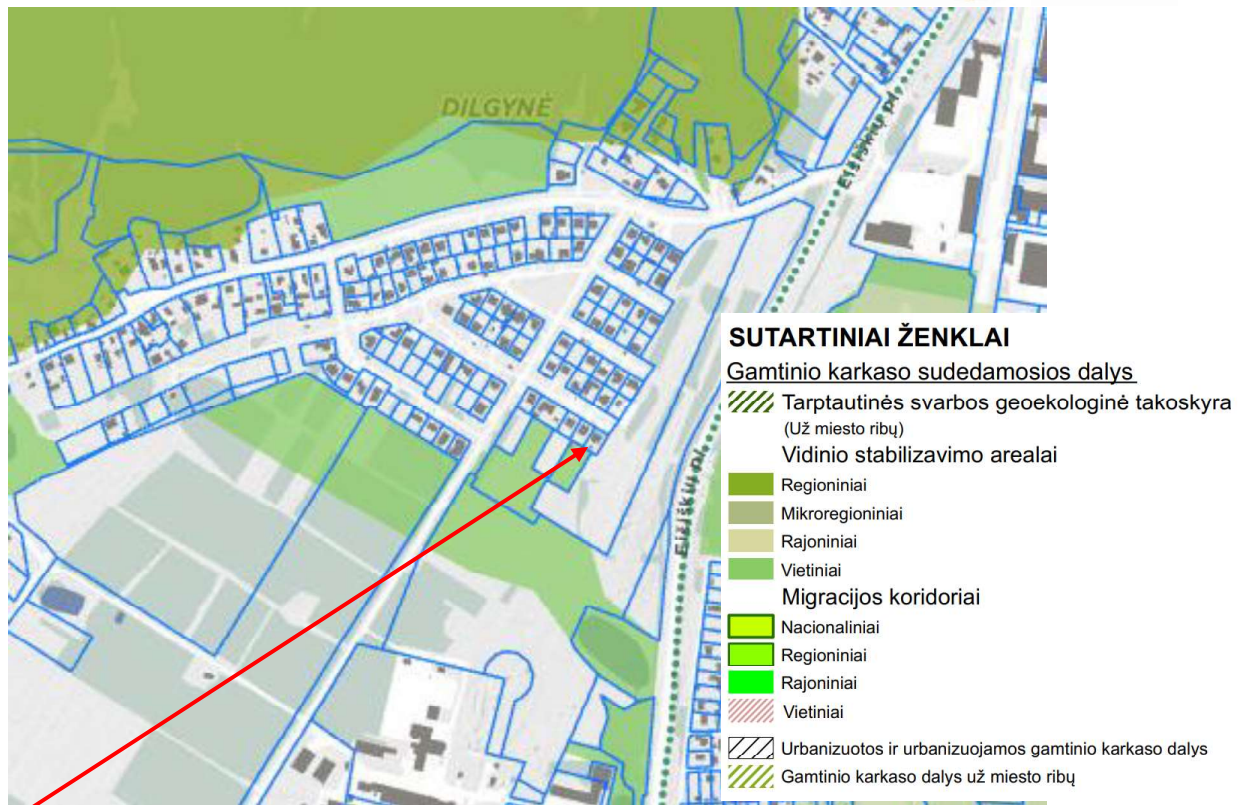 DILGYNĖ
Eišiškių pl.
Eišiškių pl.
SUTARTINIAI ŽENKLAI
Gamtinio karkaso sudedamosios dalys
Tarptautinės svarbos geoekologinė takoskyra
(Už miesto ribų)
Vidinio stabilizavimo arealai
Regioniniai
Mikroregioniniai
Rajoniniai
Vietiniai
Migracijos koridoriai
Nacionaliniai
Regioniniai
Rajoniniai
Vietiniai
Urbanizuotos ir urbanizuojamos gamtinio karkaso dalys
Gamtinio karkaso dalys už miesto ribų